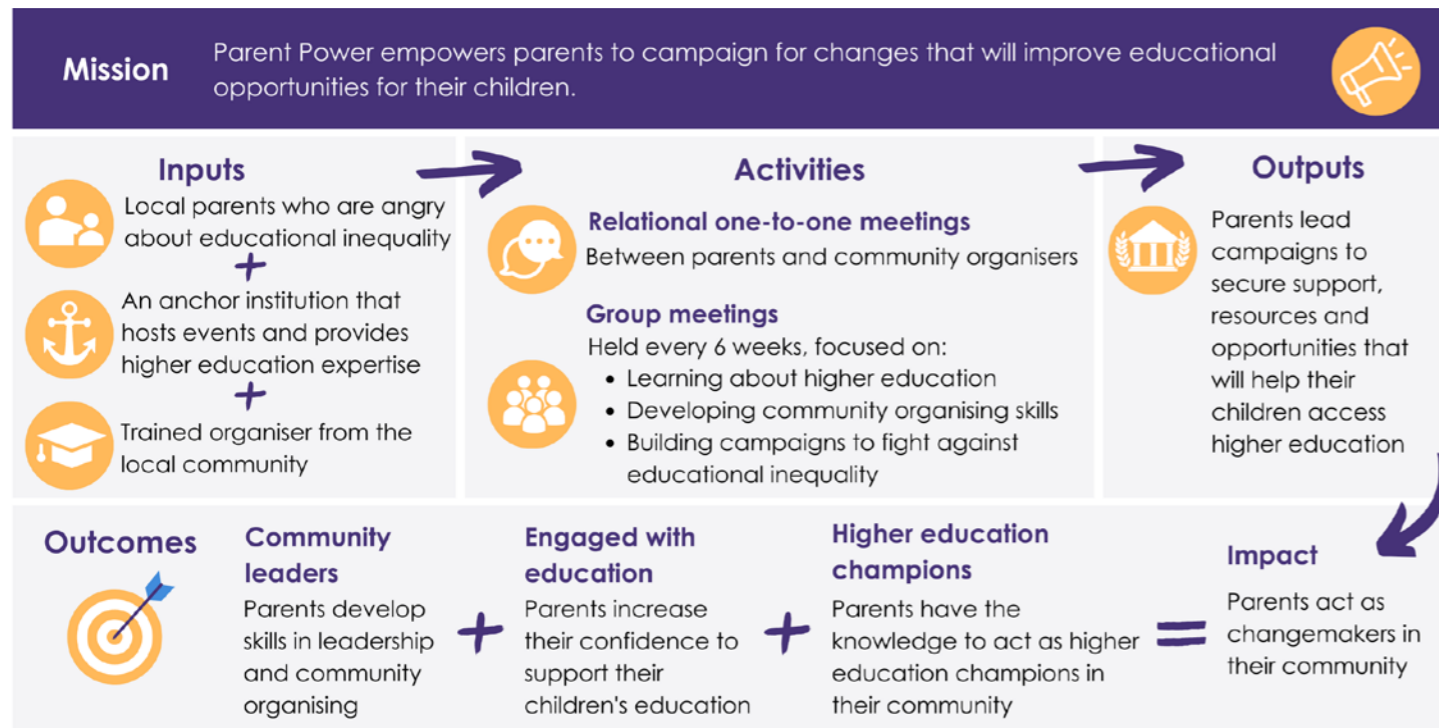 Mission
Parent Power empowers parents to campaign for changes that will improve educational
opportunities for their children.
Inputs
Local parents who are angry
about educational inequality
+
An anchor institution that
hosts events and provides
higher education expertise
+
Trained organiser from the
local community
Activities
Relational one-to-one meetings
Between parents and community organisers
Group meetings
Held every 6 weeks, focused on:
• Learning about higher education
• Developing community organising skills
• Building campaigns to fight against
educational inequality
Outputs
Parents lead
campaigns to
secure support,
resources and
opportunities that
will help their
children access
higher education
Outcomes
Community
leaders
Parents develop
skills in leadership
and community
organising
+
Engaged with
education
Parents increase
their confidence to
support their
children's education
+
Higher education
champions
Parents have the
knowledge to act as higher
education champions in
their community
=
Impact
Parents act as
changemakers in
their community